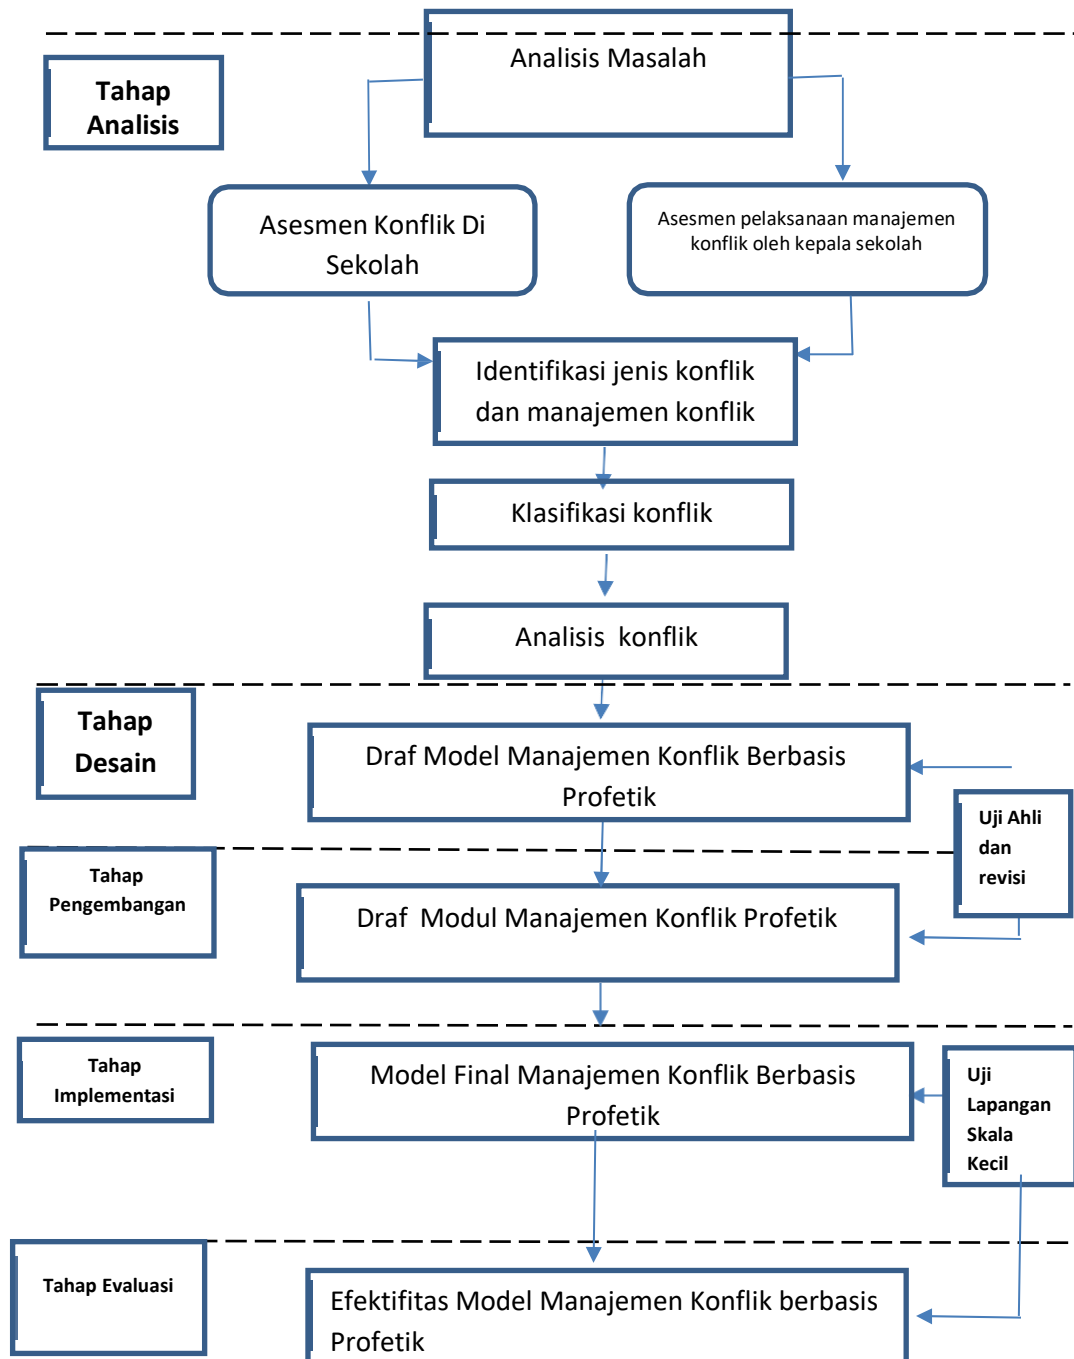 Analisis Masalah
Tahap
Analisis
Asesmen Konflik Di
Sekolah
Asesmen pelaksanaan manajemen
konflik oleh kepala sekolah
Identifikasi jenis konflik
dan manajemen konflik
Klasifikasi konflik
Analisis konflik
Tahap
Desain
Draf Model Manajemen Konflik Berbasis
Profetik
Uji Ahli
dan
revisi
Tahap
Pengembangan
Draf Modul Manajemen Konflik Profetik
Tahap
Implementasi
Model Final Manajemen Konflik Berbasis
Profetik
Uji
Lapangan
Skala
Kecil
Tahap Evaluasi
Efektifitas Model Manajemen Konflik berbasis
Profetik